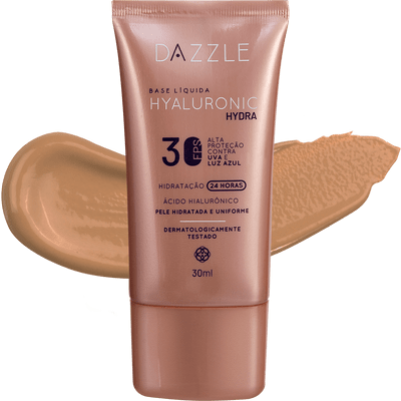 DAZZLE
BASE LÍQUIDA
HYALURONIC
HYDRA
30 FPS
ALTA
PROTEÇÃO
CONTRA
UVA E
LUZ AZUL
HIDRATAÇÃO 24 HORAS
ÁCIDO HIALURÔNICO
PELE HIDRATADA E UNIFORME
DERMATOLOGICAMENTE
TESTADO
30ml